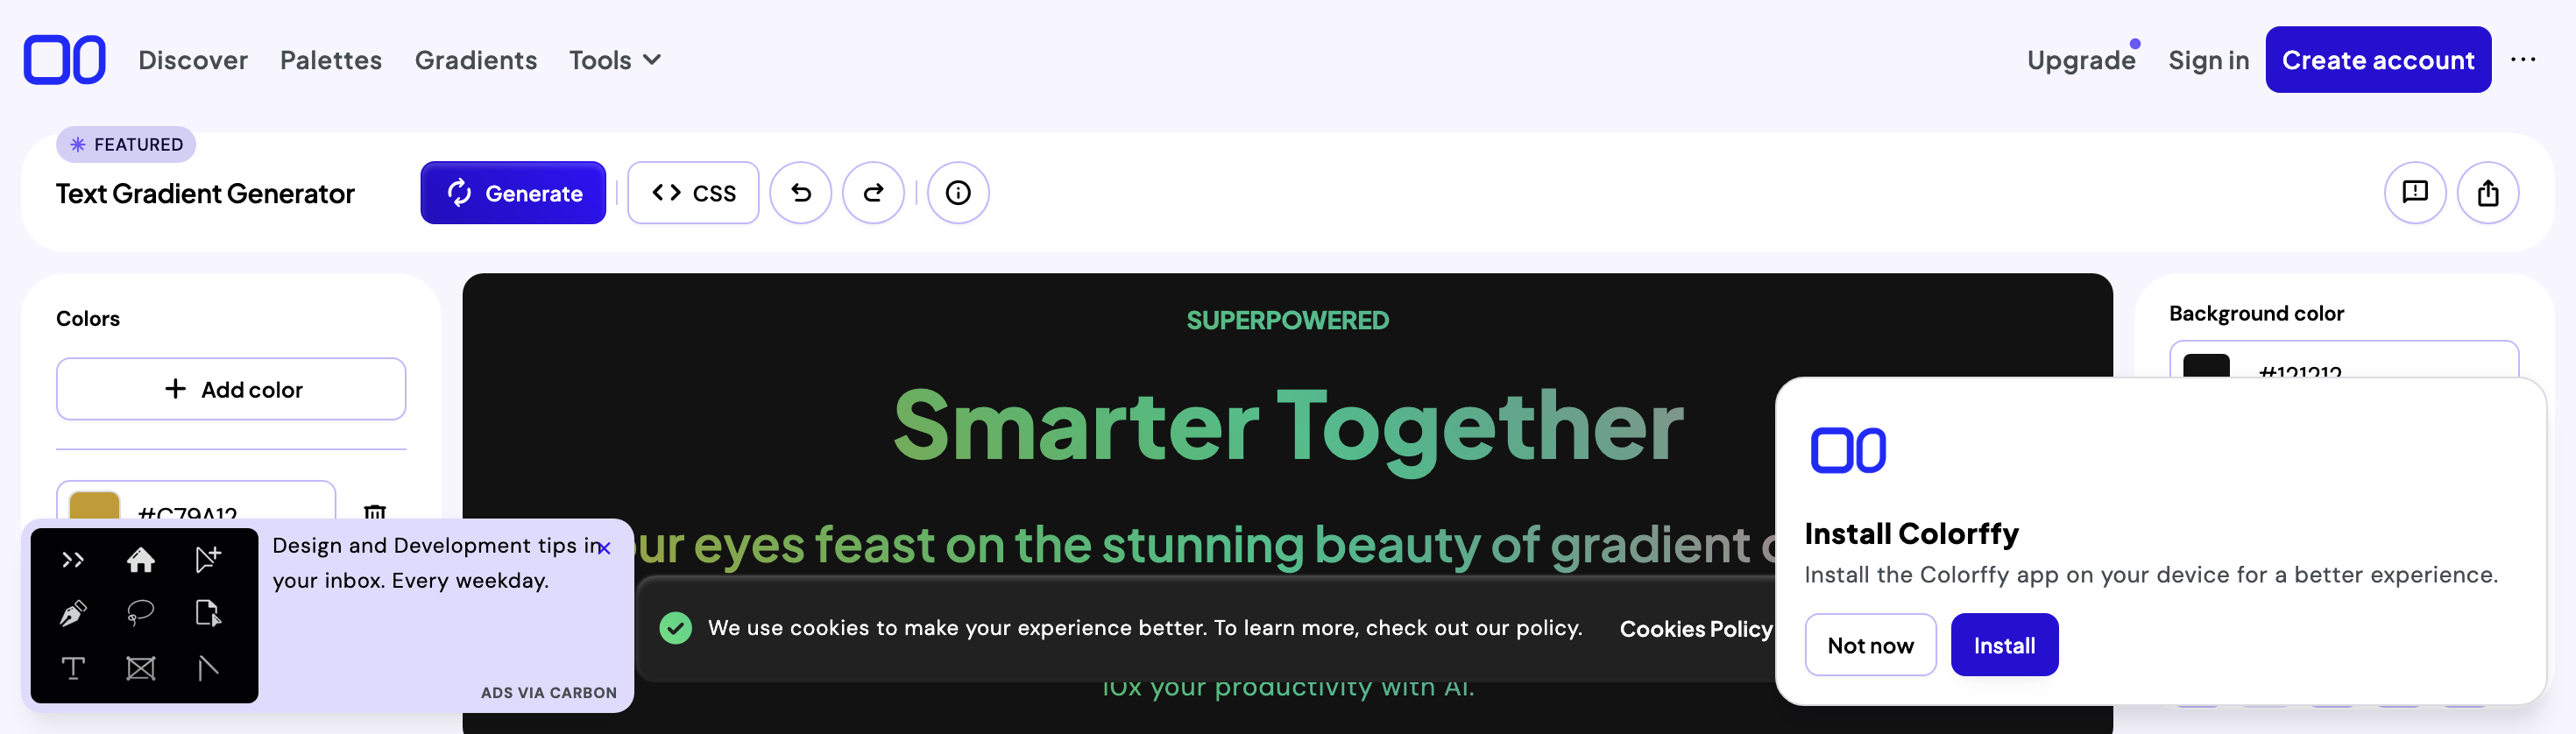 Discover Palettes Gradients Tools
Upgrade Sign in Create account
FEATURED
Text Gradient Generator
Generate
CSS
Colors
Add color
#C79A12
SUPERPOWERED
Smarter Together
ur eyes feast on the stunning beauty of gradient
10x your productivity with AI.
Background color
#121212
Design and Development tips in
your inbox. Every weekday.
ADS VIA CARBON
We use cookies to make your experience better. To learn more, check out our policy.
Cookies Policy
Install Colorffy
Install the Colorffy app on your device for a better experience.
Not now
Install